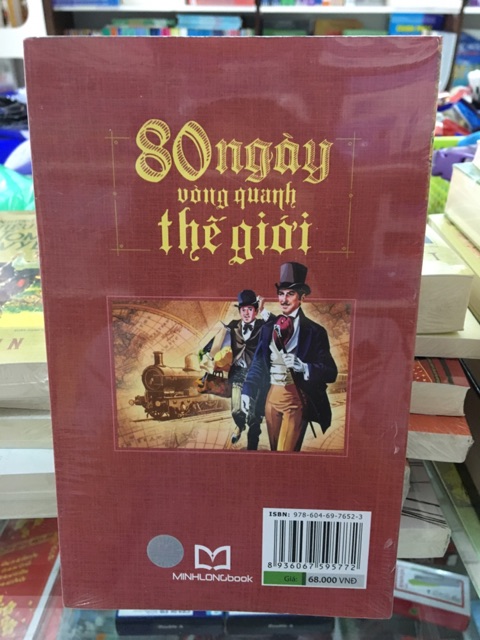 80 ngày
vòng quanh
thế giới
ISBN: 978-604-69-7652-3
8 936067 595772
Giá: 68.000 VNĐ
MINHLONGbook